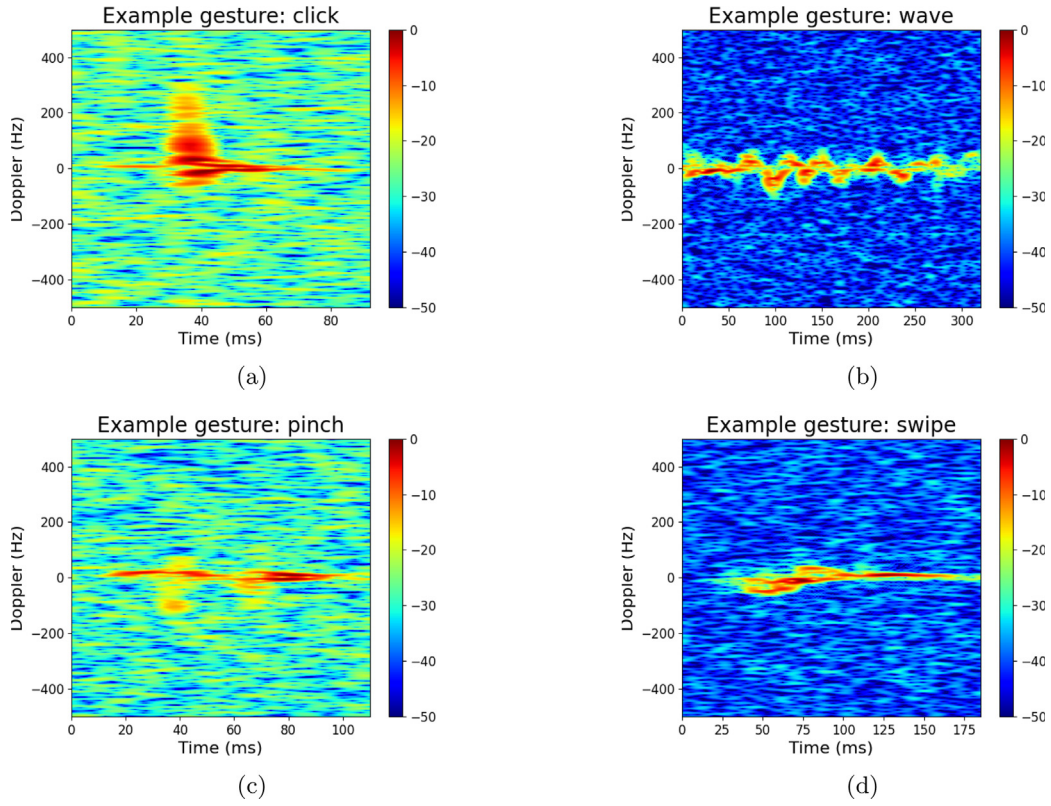 Example gesture: click
Doppler (Hz)
400
200
0
−200
−400
0 20 40 60 80
Time (ms)
0
−10
−20
−30
−40
−50
(a)
Example gesture: wave
Doppler (Hz)
400
200
0
−200
−400
0 50 100 150 200 250 300
Time (ms)
0
−10
−20
−30
−40
−50
(b)
Example gesture: pinch
Doppler (Hz)
400
200
0
−200
−400
0 20 40 60 80 100
Time (ms)
0
−10
−20
−30
−40
−50
(c)
Example gesture: swipe
Doppler (Hz)
400
200
0
−200
−400
0 25 50 75 100 125 150 175
Time (ms)
0
−10
−20
−30
−40
−50
(d)